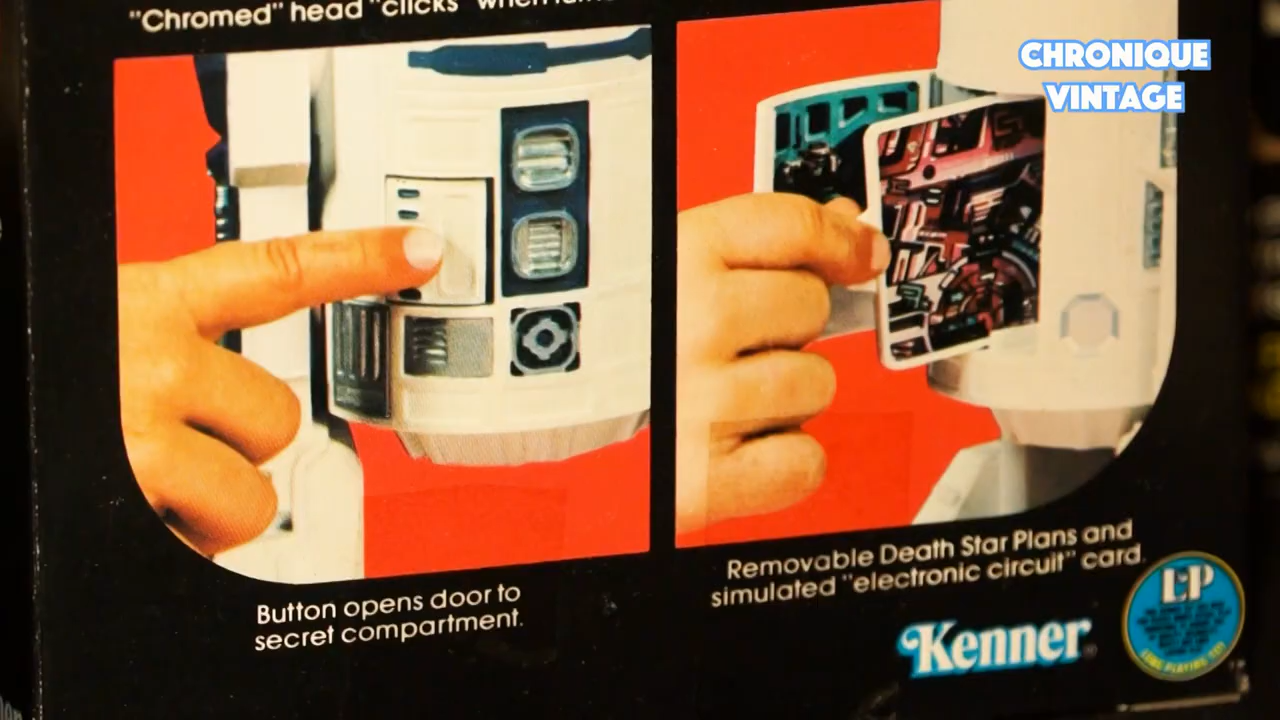 "Chromed" head "clicks" when
CHRONIQUE
VINTAGE
Button opens door to
secret compartment.
Removable Death Star Plans and
simulated "electronic circuit" card.
Kenner
LP